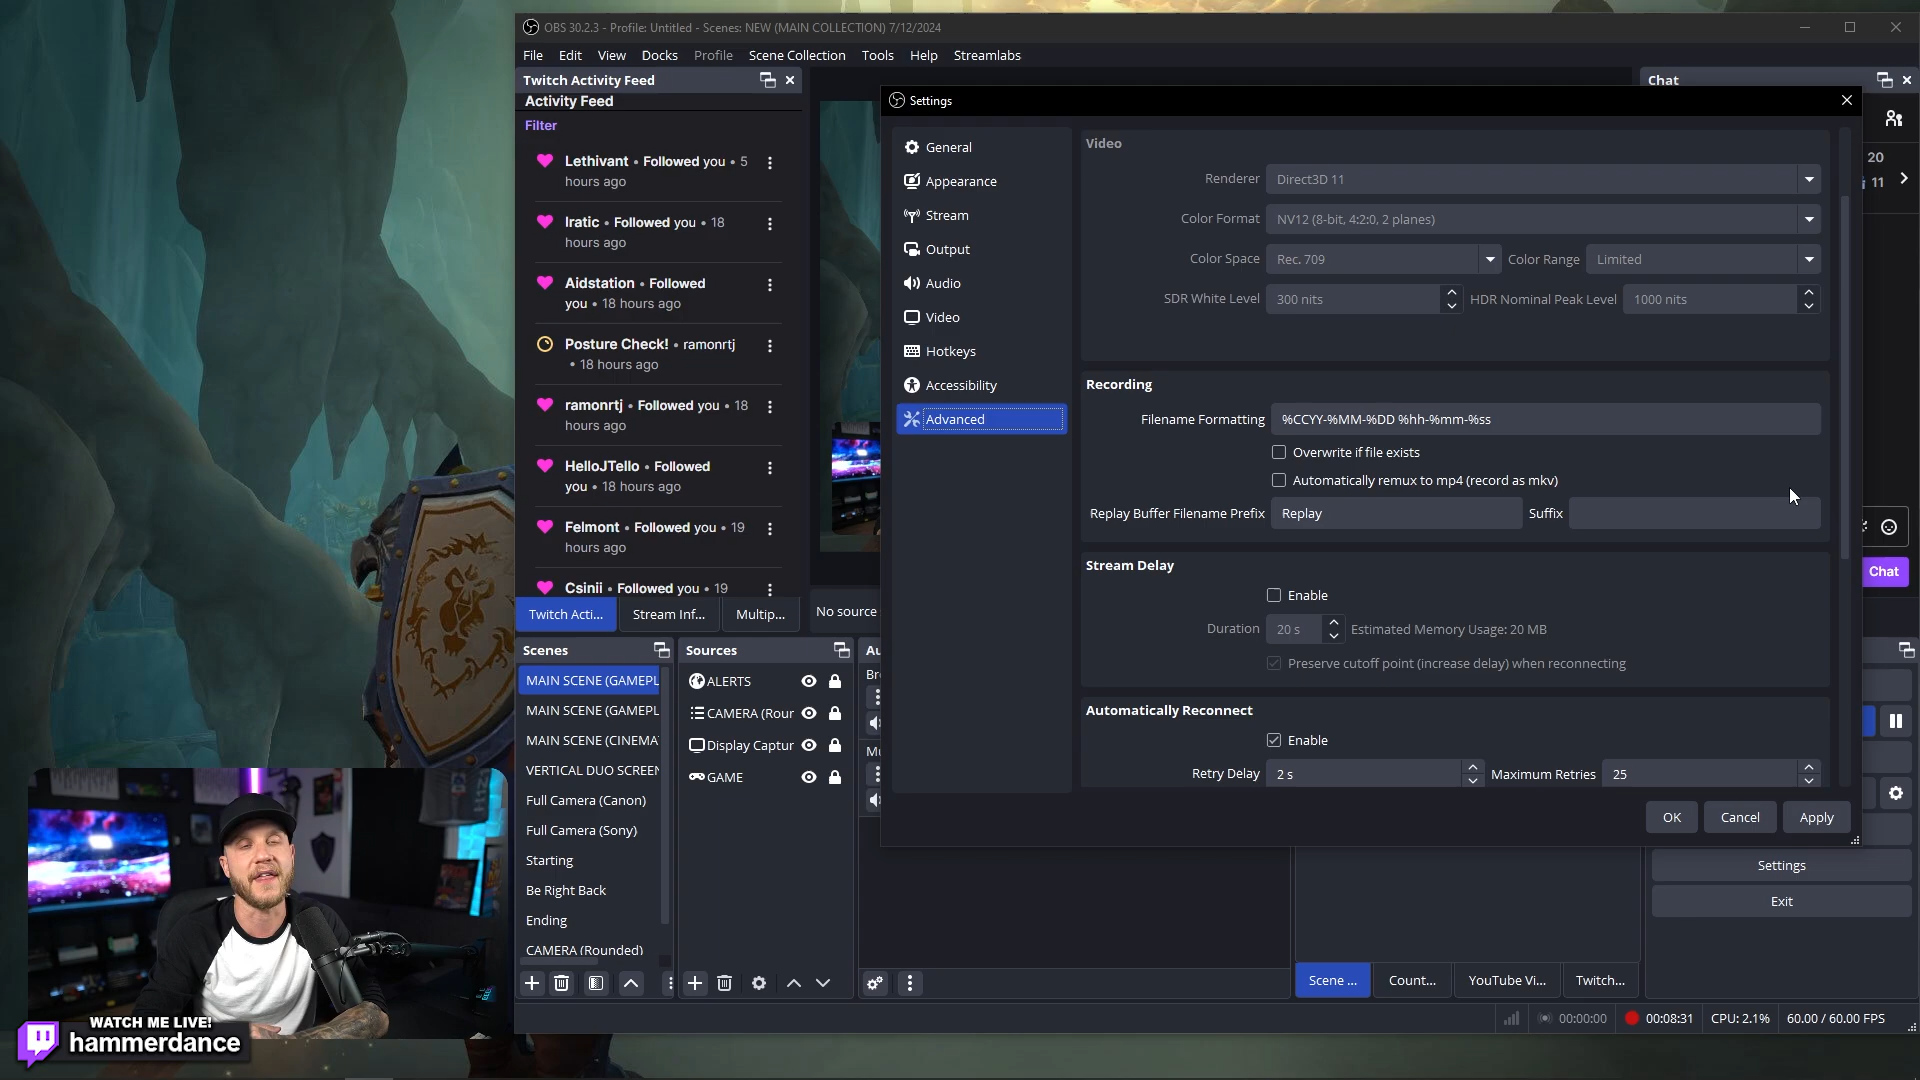 OBS 30.2.3 - Profile: Untitled - Scenes: NEW (MAIN COLLECTION) 7/12/2024
File Edit View Docks Profile Scene Collection Tools Help Streamlabs
Twitch Activity Feed
Activity Feed
Filter
Lethivant • Followed you • 5
hours ago
Iratic • Followed you • 18
hours ago
Aidstation • Followed
you • 18 hours ago
Posture Check! • ramonrtj
• 18 hours ago
ramonrtj • Followed you • 18
hours ago
HelloJTello • Followed
you • 18 hours ago
Felmont • Followed you • 19
hours ago
Csinii • Followed you • 19
Twitch Acti... Stream Inf... Multip...
No source
Scenes
MAIN SCENE (GAMEPL
MAIN SCENE (GAMEPL
MAIN SCENE (CINEMA
VERTICAL DUO SCREEN
Full Camera (Canon)
Full Camera (Sony)
Starting
Be Right Back
Ending
CAMERA (Rounded)
Sources
ALERTS
CAMERA (Rour
Display Captur
GAME
Au
Br
Mu
Settings
General
Appearance
Stream
Output
Audio
Video
Hotkeys
Accessibility
Advanced
Video
Renderer Direct3D 11
Color Format NV12 (8-bit, 4:2:0, 2 planes)
Color Space Rec. 709 Color Range Limited
SDR White Level 300 nits HDR Nominal Peak Level 1000 nits
Recording
Filename Formatting %CCYY-%MM-%DD %hh-%mm-%ss
Overwrite if file exists
Automatically remux to mp4 (record as mkv)
Replay Buffer Filename Prefix Replay Suffix
Stream Delay
Enable
Duration 20 s Estimated Memory Usage: 20 MB
Preserve cutoff point (increase delay) when reconnecting
Automatically Reconnect
Enable
Retry Delay 2 s Maximum Retries 25
OK Cancel Apply
Chat
20
11
Chat
Settings
Exit
Scene ... Count... YouTube Vi... Twitch...
00:00:00 00:08:31 CPU: 2.1% 60.00 / 60.00 FPS
WATCH ME LIVE!
hammerdance